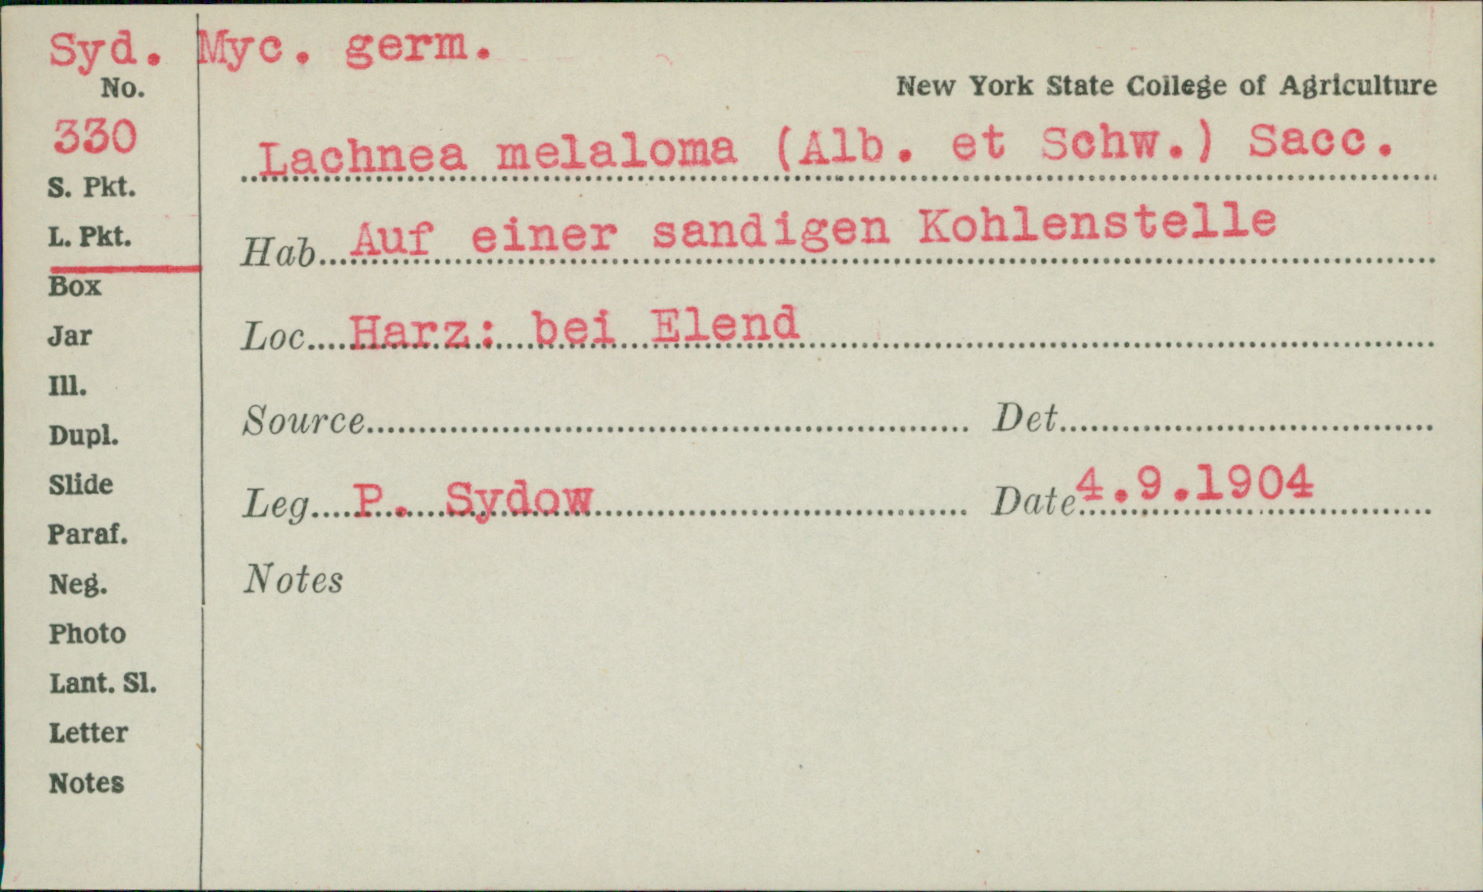 Syd. Myc. germ.
No.
New York State College of Agriculture
330
Lachnea melaloma (Alb. et Schw.) Sacc.
S. Pkt.
L. Pkt.
Hab. Auf einer sandigen Kohlenstelle
Box
Jar
Loc. Harz: bei Elend
Ill.
Dupl.
Source Det.
Slide
Leg. P. Sydow Date 4.9.1904
Paraf.
Neg.
Notes
Photo
Lant. Sl.
Letter
Notes